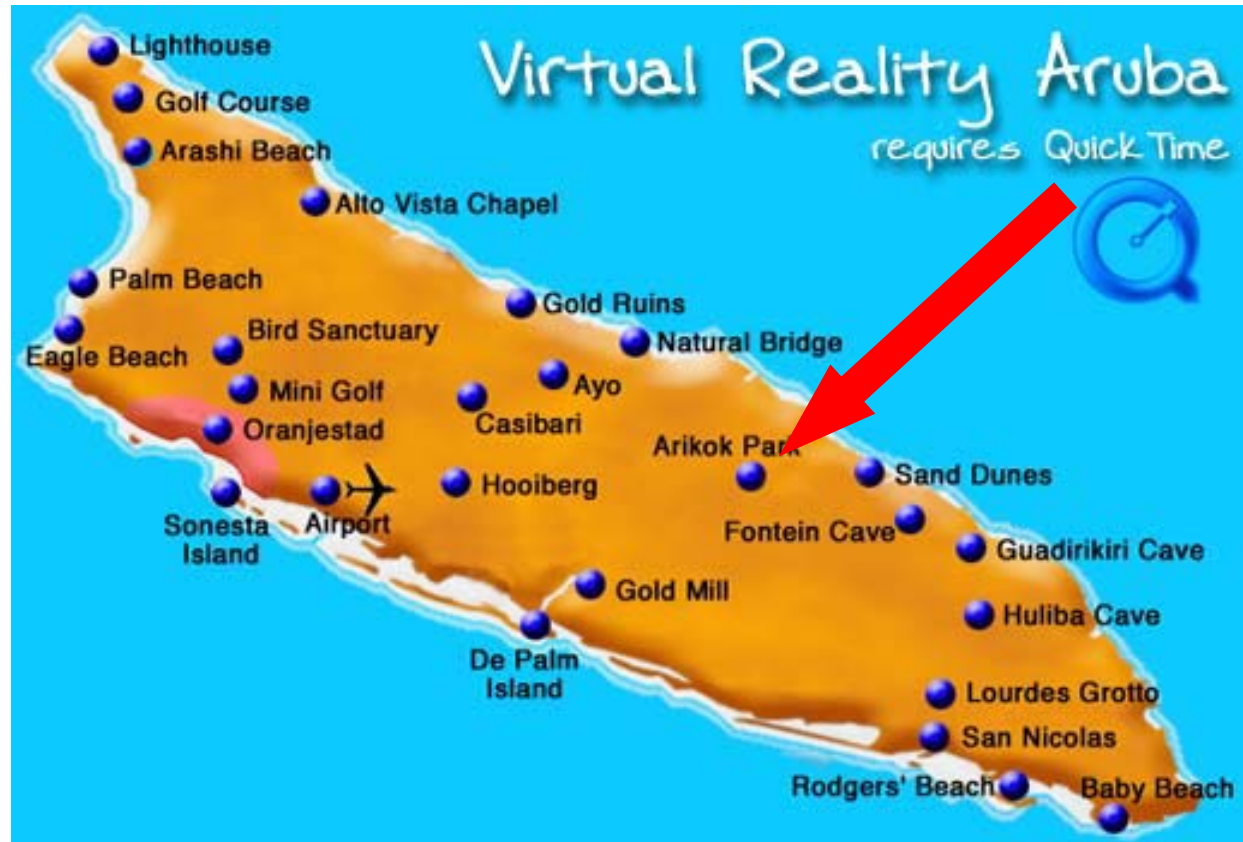 Virtual Reality Aruba
requires QuickTime
Lighthouse
Golf Course
Arashi Beach
Alto Vista Chapel
Palm Beach
Gold Ruins
Bird Sanctuary
Natural Bridge
Eagle Beach
Ayo
Mini Golf
Casibari
Oranjestad
Arikok Park
Sand Dunes
Hooiberg
Sonesta
Island
Airport
Fontein Cave
Guadirikiri Cave
Gold Mill
Huliba Cave
De Palm
Island
Lourdes Grotto
San Nicolas
Rodgers' Beach
Baby Beach